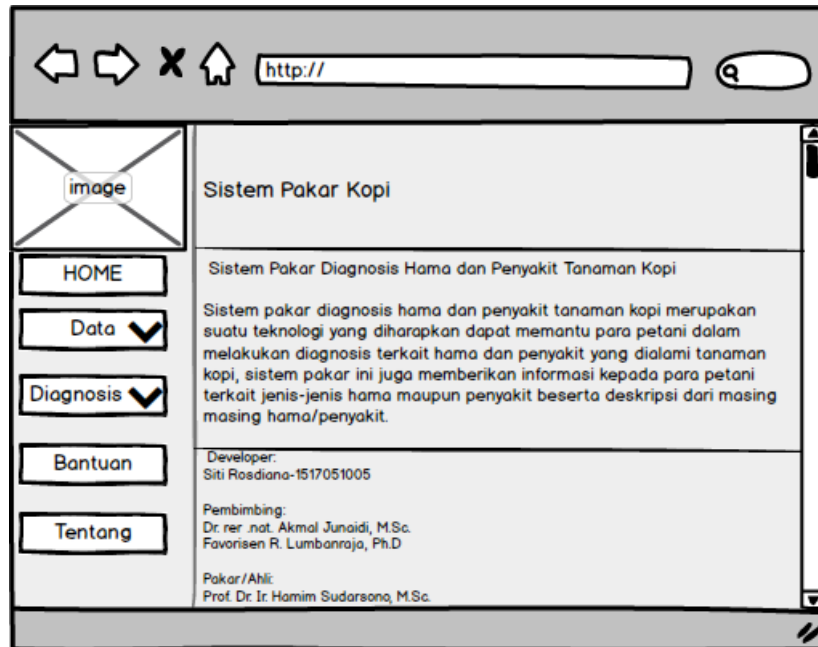 http://
image
Sistem Pakar Kopi
HOME
Data
Diagnosis
Bantuan
Tentang
Sistem Pakar Diagnosis Hama dan Penyakit Tanaman Kopi
Sistem pakar diagnosis hama dan penyakit tanaman kopi merupakan
suatu teknologi yang diharapkan dapat memantu para petani dalam
melakukan diagnosis terkait hama dan penyakit yang dialami tanaman
kopi, sistem pakar ini juga memberikan informasi kepada para petani
terkait jenis-jenis hama maupun penyakit beserta deskripsi dari masing
masing hama/penyakit.
Developer:
Siti Rosdiana-1517051005
Pembimbing:
Dr. rer .nat. Akmal Junaidi, M.Sc.
Favorisen R. Lumbanraja, Ph.D
Pakar/Ahli:
Prof. Dr. Ir. Hamim Sudarsono, M.Sc.